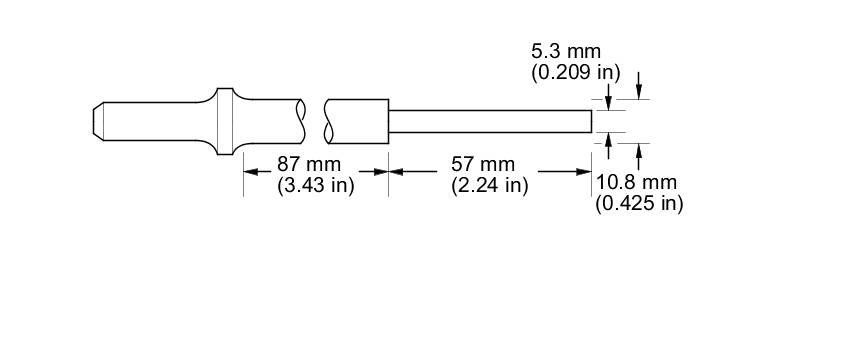 5.3 mm
(0.209 in)
87 mm
(3.43 in)
57 mm
(2.24 in)
10.8 mm
(0.425 in)